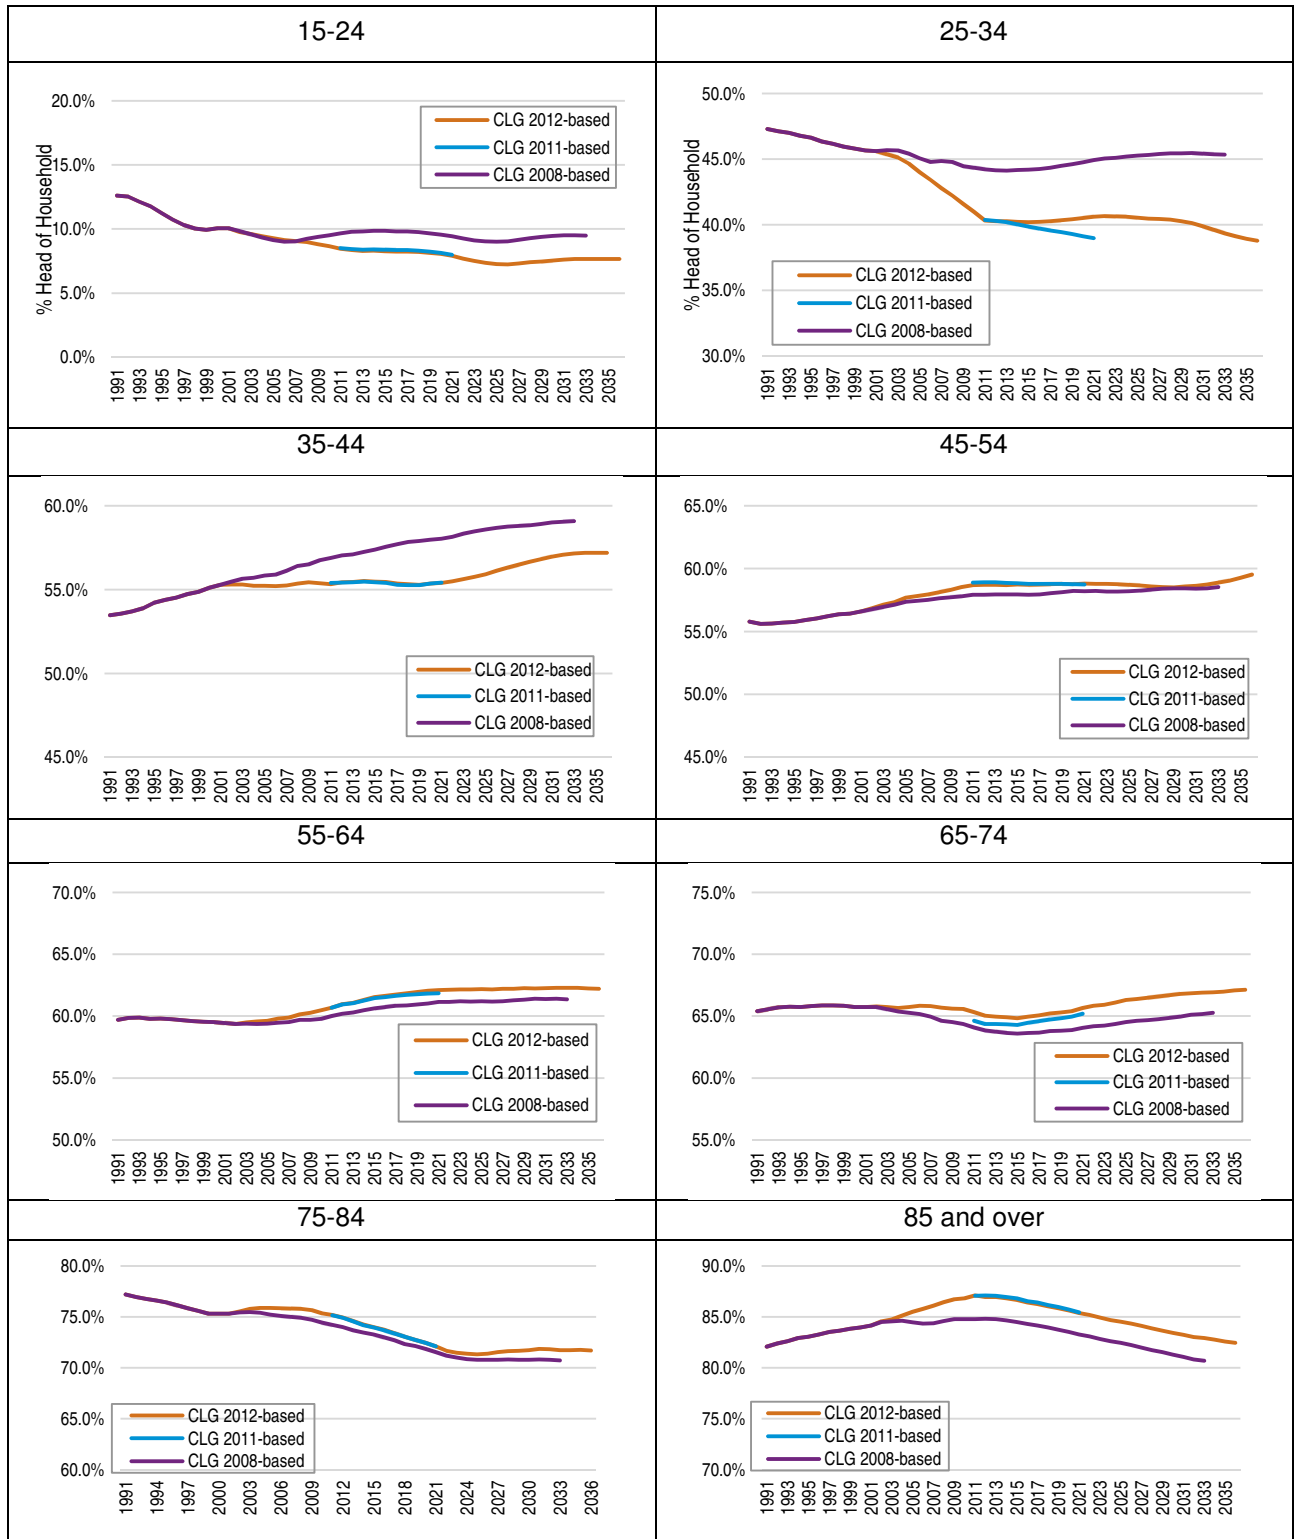 15-24
25-34
20.0%
15.0%
10.0%
5.0%
0.0%
% Head of Household
CLG 2012-based
CLG 2011-based
CLG 2008-based
1991 1993 1995 1997 1999 2001 2003 2005 2007 2009 2011 2013 2015 2017 2019 2021 2023 2025 2027 2029 2031 2033 2035
50.0%
45.0%
40.0%
35.0%
30.0%
% Head of Household
CLG 2012-based
CLG 2011-based
CLG 2008-based
1991 1993 1995 1997 1999 2001 2003 2005 2007 2009 2011 2013 2015 2017 2019 2021 2023 2025 2027 2029 2031 2033 2035
35-44
45-54
60.0%
55.0%
50.0%
45.0%
CLG 2012-based
CLG 2011-based
CLG 2008-based
1991 1993 1995 1997 1999 2001 2003 2005 2007 2009 2011 2013 2015 2017 2019 2021 2023 2025 2027 2029 2031 2033 2035
65.0%
60.0%
55.0%
50.0%
45.0%
CLG 2012-based
CLG 2011-based
CLG 2008-based
1991 1993 1995 1997 1999 2001 2003 2005 2007 2009 2011 2013 2015 2017 2019 2021 2023 2025 2027 2029 2031 2033 2035
55-64
65-74
70.0%
65.0%
60.0%
55.0%
50.0%
CLG 2012-based
CLG 2011-based
CLG 2008-based
1991 1993 1995 1997 1999 2001 2003 2005 2007 2009 2011 2013 2015 2017 2019 2021 2023 2025 2027 2029 2031 2033 2035
75.0%
70.0%
65.0%
60.0%
55.0%
CLG 2012-based
CLG 2011-based
CLG 2008-based
1991 1993 1995 1997 1999 2001 2003 2005 2007 2009 2011 2013 2015 2017 2019 2021 2023 2025 2027 2029 2031 2033 2035
75-84
85 and over
80.0%
75.0%
70.0%
65.0%
60.0%
CLG 2012-based
CLG 2011-based
CLG 2008-based
1991 1994 1997 2000 2003 2006 2009 2012 2015 2018 2021 2024 2027 2030 2033 2036
90.0%
85.0%
80.0%
75.0%
70.0%
CLG 2012-based
CLG 2011-based
CLG 2008-based
1991 1993 1995 1997 1999 2001 2003 2005 2007 2009 2011 2013 2015 2017 2019 2021 2023 2025 2027 2029 2031 2033 2035